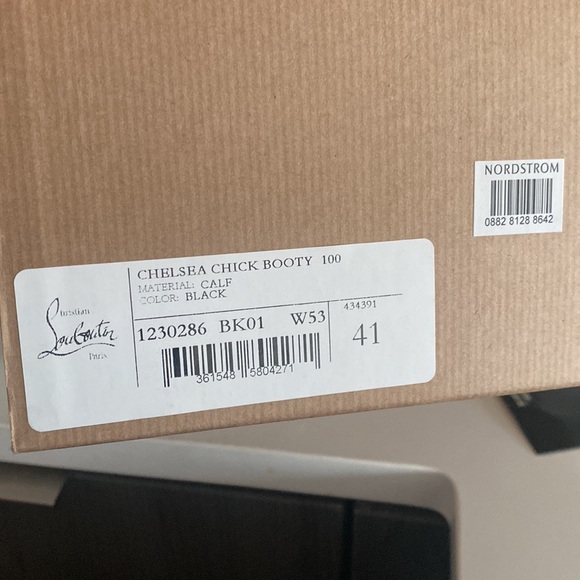 NORDSTROM
0882 8128 8642
CHELSEA CHICK BOOTY 100
MATERIAL: CALF
COLOR: BLACK
Christian
Louboutin
Paris
1230286 BK01 W53
434391
41
361548 5804271